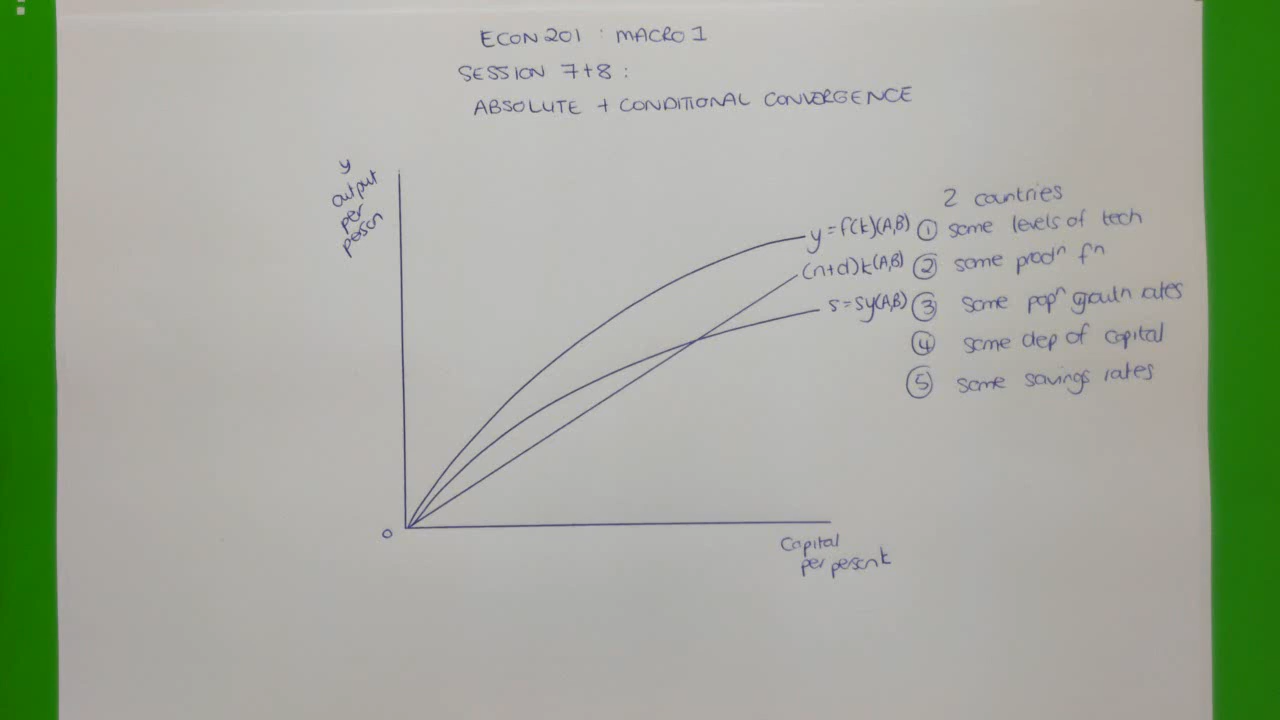 ECON 201 : MACRO 1
SESSION 7+8 :
ABSOLUTE + CONDITIONAL CONVERGENCE
y
output
per
person
y = f(k)(A,B)
(n+d)k(A,B)
s = sy(A,B)
2 countries
① same levels of tech
② same prodⁿ fⁿ
③ same popⁿ growth rates
④ same dep of capital
⑤ same savings rates
O
Capital
per person k